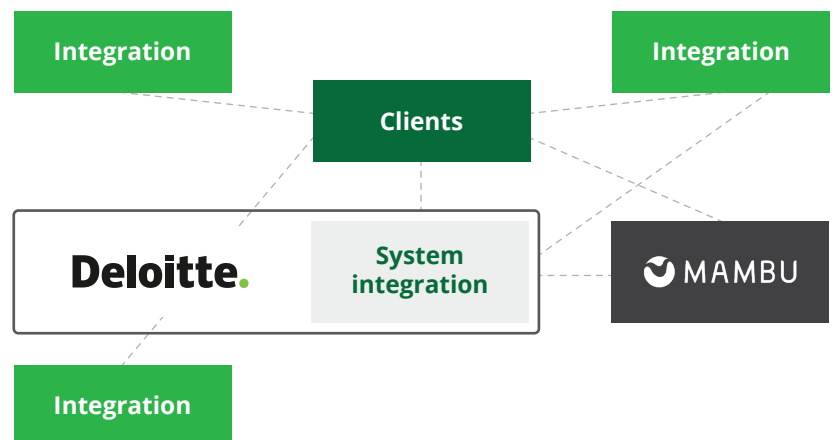 Integration
Integration
Clients
Deloitte.
System
integration
MAMBU
Integration